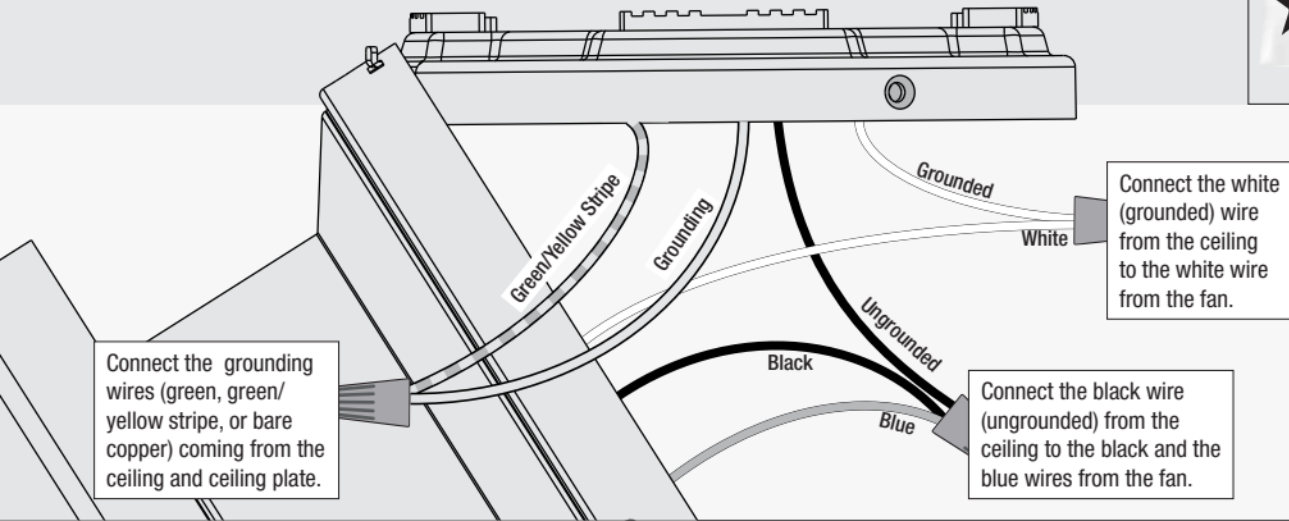 Green/Yellow Stripe
Grounding
Grounded
White
Connect the white
(grounded) wire
from the ceiling
to the white wire
from the fan.
Ungrounded
Black
Blue
Connect the grounding
wires (green, green/
yellow stripe, or bare
copper) coming from the
ceiling and ceiling plate.
Connect the black wire
(ungrounded) from the
ceiling to the black and the
blue wires from the fan.